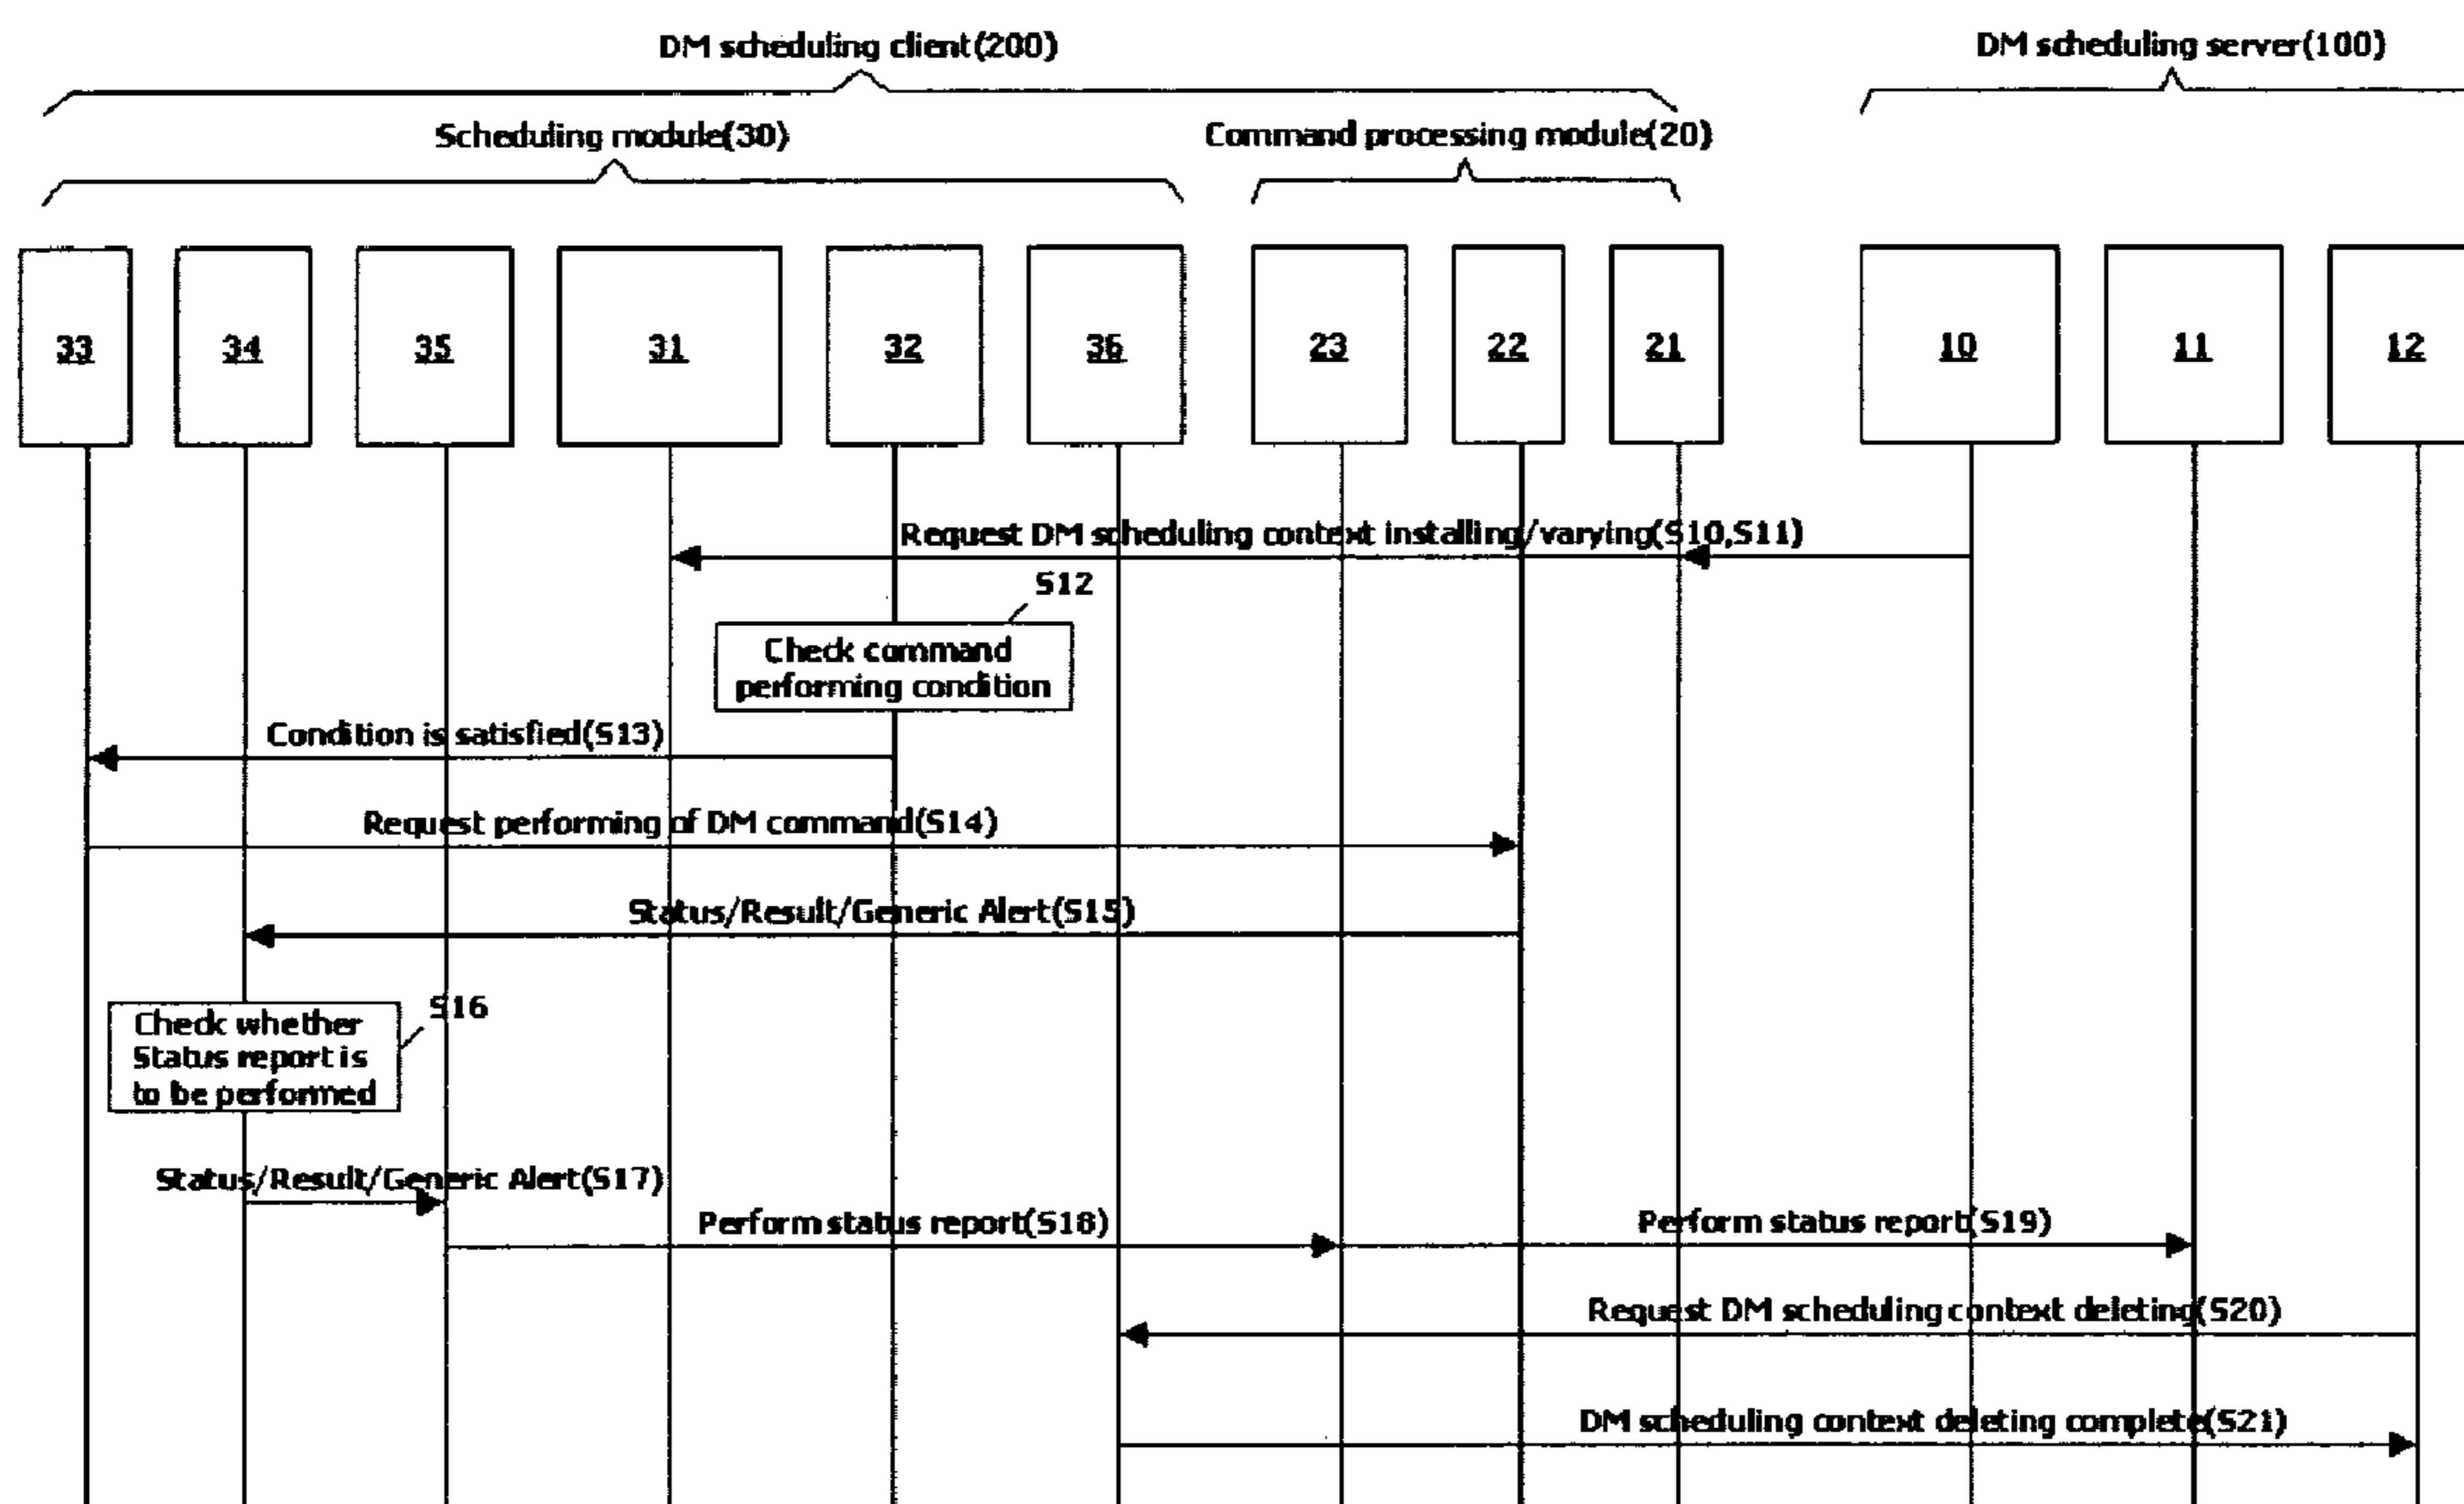 DM scheduling client(200)
DM scheduling server(100)
Scheduling module(30)
Command processing module(20)
33
34
35
31
32
36
23
22
21
10
11
12
Request DM scheduling context installing/varying(S10,S11)
S12
Check command
performing condition
Condition is satisfied(S13)
Request performing of DM command(S14)
Status/Result/Generic Alert(S15)
S16
Check whether
Status report is
to be performed
Status/Result/Generic Alert(S17)
Perform status report(S18)
Perform status report(S19)
Request DM scheduling context deleting(S20)
DM scheduling context deleting complete(S21)